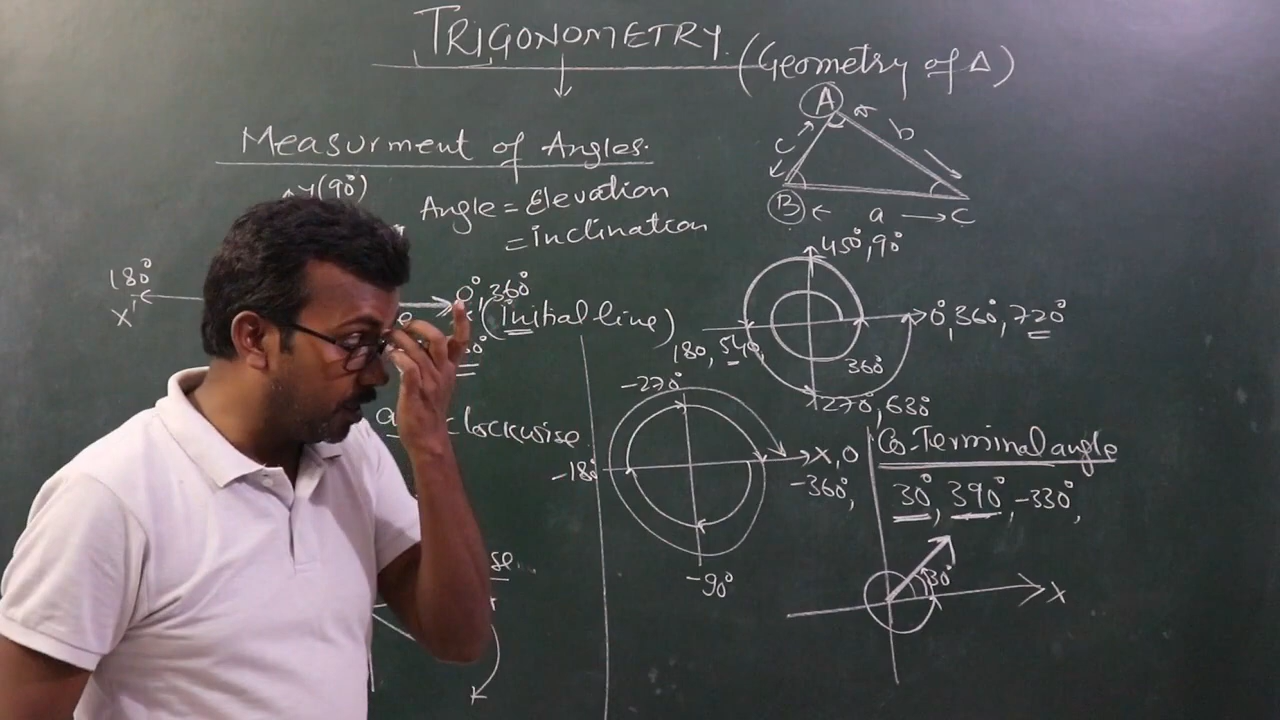 TRIGONOMETRY. (Geometry of Δ)
Measurment of Angles.
Angle = Elevation
= Inclination
A
c
b
B
a
C
Y(90°)
180°
X'
0°, 360°
(Initial line)
anticlockwise.
450°, 90°
0°, 360°, 720°
180, 540,
360°
270°, 630°
-270°
-180°
X, 0
-360°,
-90°
Co-Terminal angle
30°, 390°, -330°,
30°
X